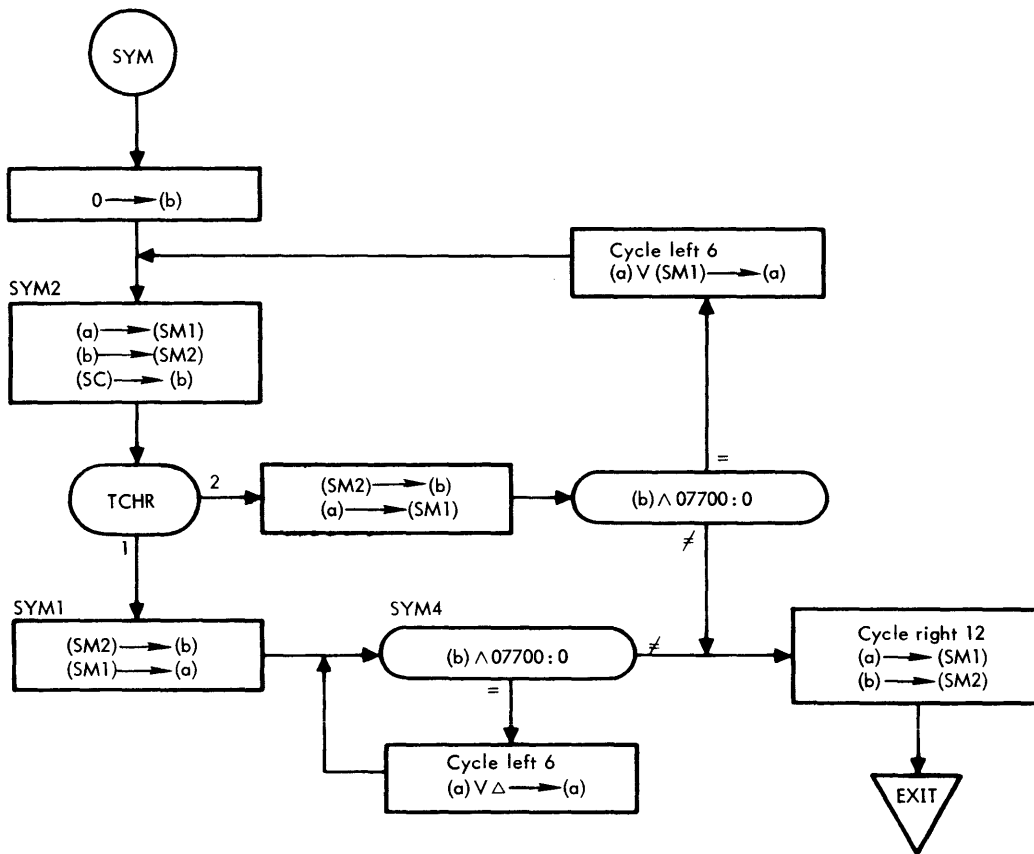 SYM
0 → (b)
Cycle left 6
(a) V (SM1) → (a)
SYM2
(a) → (SM1)
(b) → (SM2)
(SC) → (b)
TCHR
2
1
(SM2) → (b)
(a) → (SM1)
(b) ∧ 07700 : 0
=
≠
SYM1
(SM2) → (b)
(SM1) → (a)
SYM4
(b) ∧ 07700 : 0
≠
=
Cycle left 6
(a) V △ → (a)
Cycle right 12
(a) → (SM1)
(b) → (SM2)
EXIT